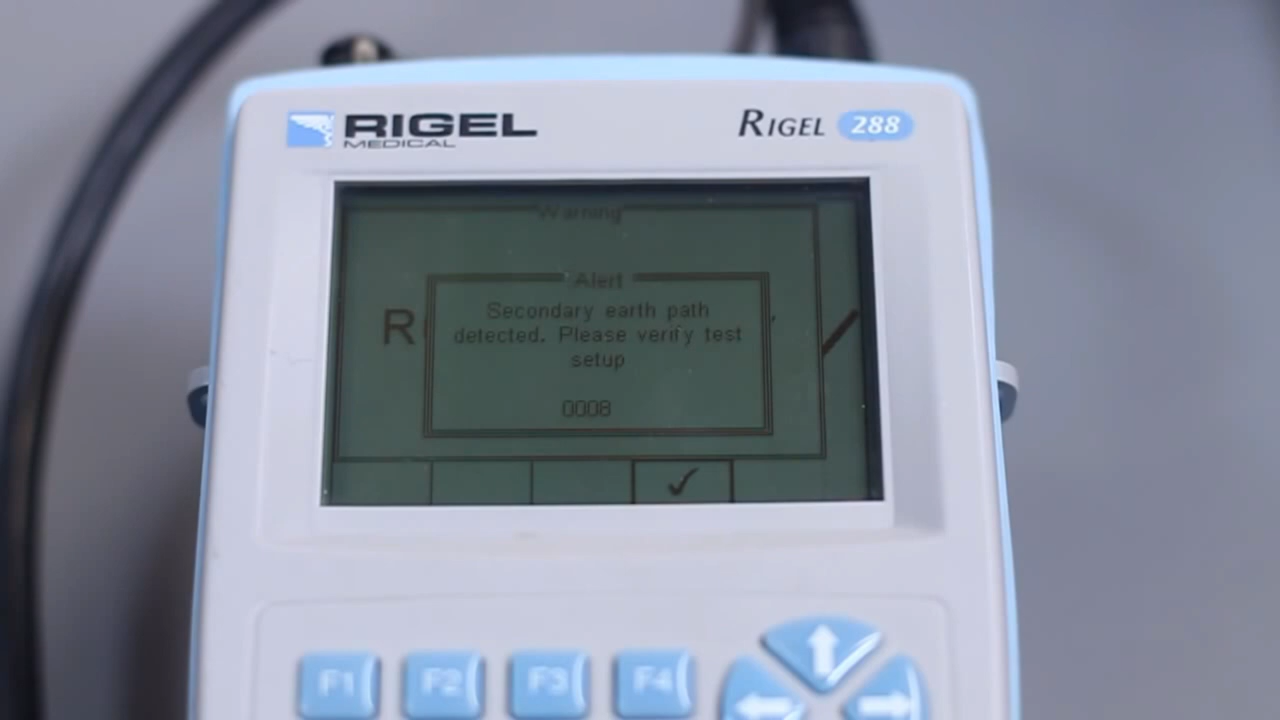 RIGEL
MEDICAL
RIGEL 288
Warning
Alert
Secondary earth path
detected. Please verify test
setup
0008
R
F1 F2 F3 F4